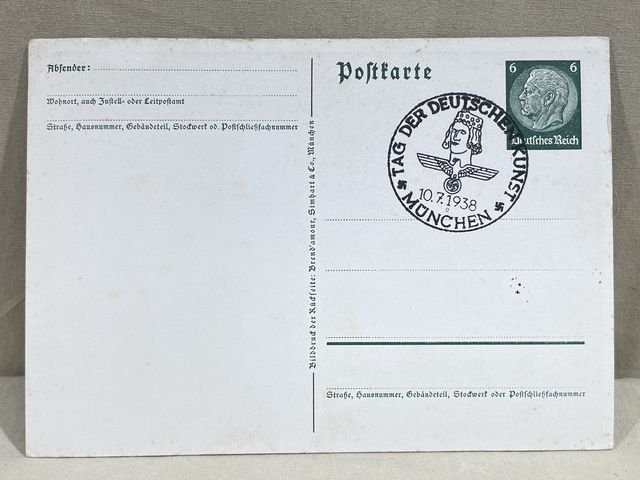 Absender:
Wohnort, auch Zustell- oder Leitpostamt
Straße, Hausnummer, Gebäudeteil, Stockwerk od. Postschließfachnummer
Bilddruck der Rückseite: Brend'amour, Simhart & Co., München
Postkarte
6 6
Deutsches Reich
TAG DER DEUTSCHEN KUNST
10.7.1938
MÜNCHEN
Straße, Hausnummer, Gebäudeteil, Stockwerk oder Postschließfachnummer